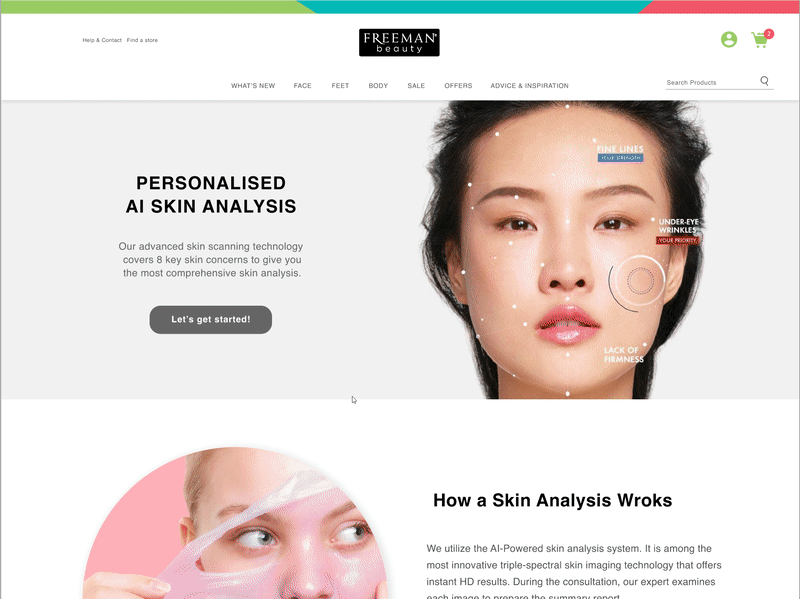 Help & Contact | Find a store
FREEMAN
beauty
2
WHAT'S NEW FACE FEET BODY SALE OFFERS ADVICE & INSPIRATION
Search Products
PERSONALISED
AI SKIN ANALYSIS
Our advanced skin scanning technology
covers 8 key skin concerns to give you
the most comprehensive skin analysis.
Let's get started!
FINE LINES
YOUR STRENGTH
UNDER-EYE
WRINKLES
YOUR PRIORITY
LACK OF
FIRMNESS
How a Skin Analysis Wroks
We utilize the AI-Powered skin analysis system. It is among the
most innovative triple-spectral skin imaging technology that offers
instant HD results. During the consultation, our expert examines
each image to prepare the summary report.